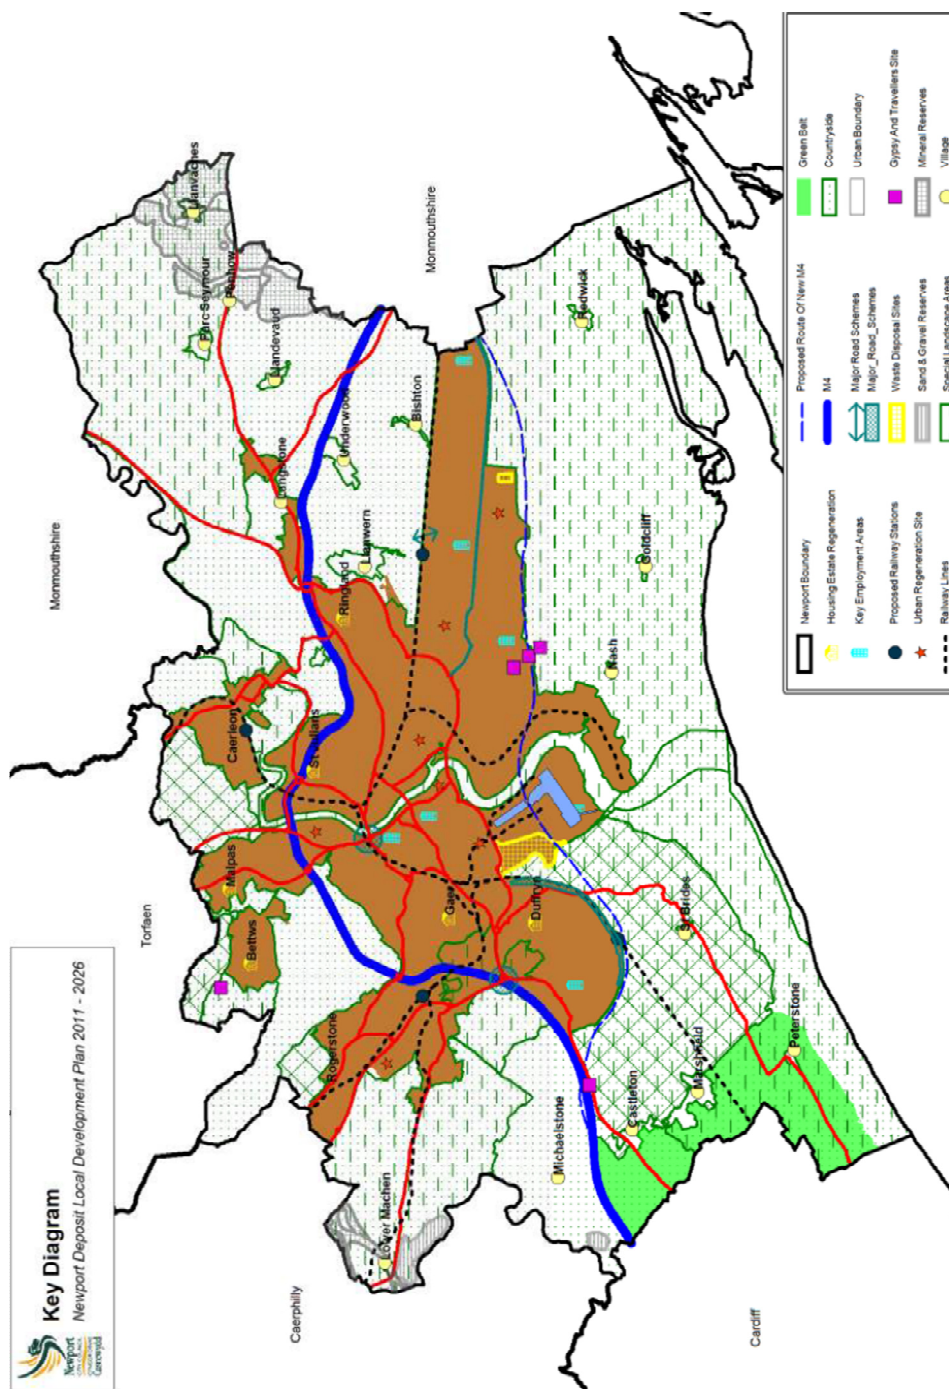 Key Diagram
Newport Deposit Local Development Plan 2011 - 2026
Newport
CITY COUNCIL
CYNGOR DINAS
Casnewydd
Monmouthshire
Monmouthshire
Torfaen
Caerphilly
Cardiff
Llanvaches
Parc Seymour
Penhow
Llandevaud
Langstone
Underwood
Bishton
Llanwern
Ringland
Redwick
Goldcliff
Nash
Caerleon
St Julians
Malpas
Bettws
Gaer
Duffryn
Rogerstone
St Brides
Marshfield
Peterstone
Castleton
Michaelstone
Lower Machen
Newport Boundary
Housing Estate Regeneration
Key Employment Areas
Proposed Railway Stations
Urban Regeneration Site
Railway Lines
Proposed Route Of New M4
M4
Major Road Schemes
Major_Road_Schemes
Waste Disposal Sites
Sand & Gravel Reserves
Special Landscape Areas
Green Belt
Countryside
Urban Boundary
Gypsy And Travellers Site
Mineral Reserves
Village